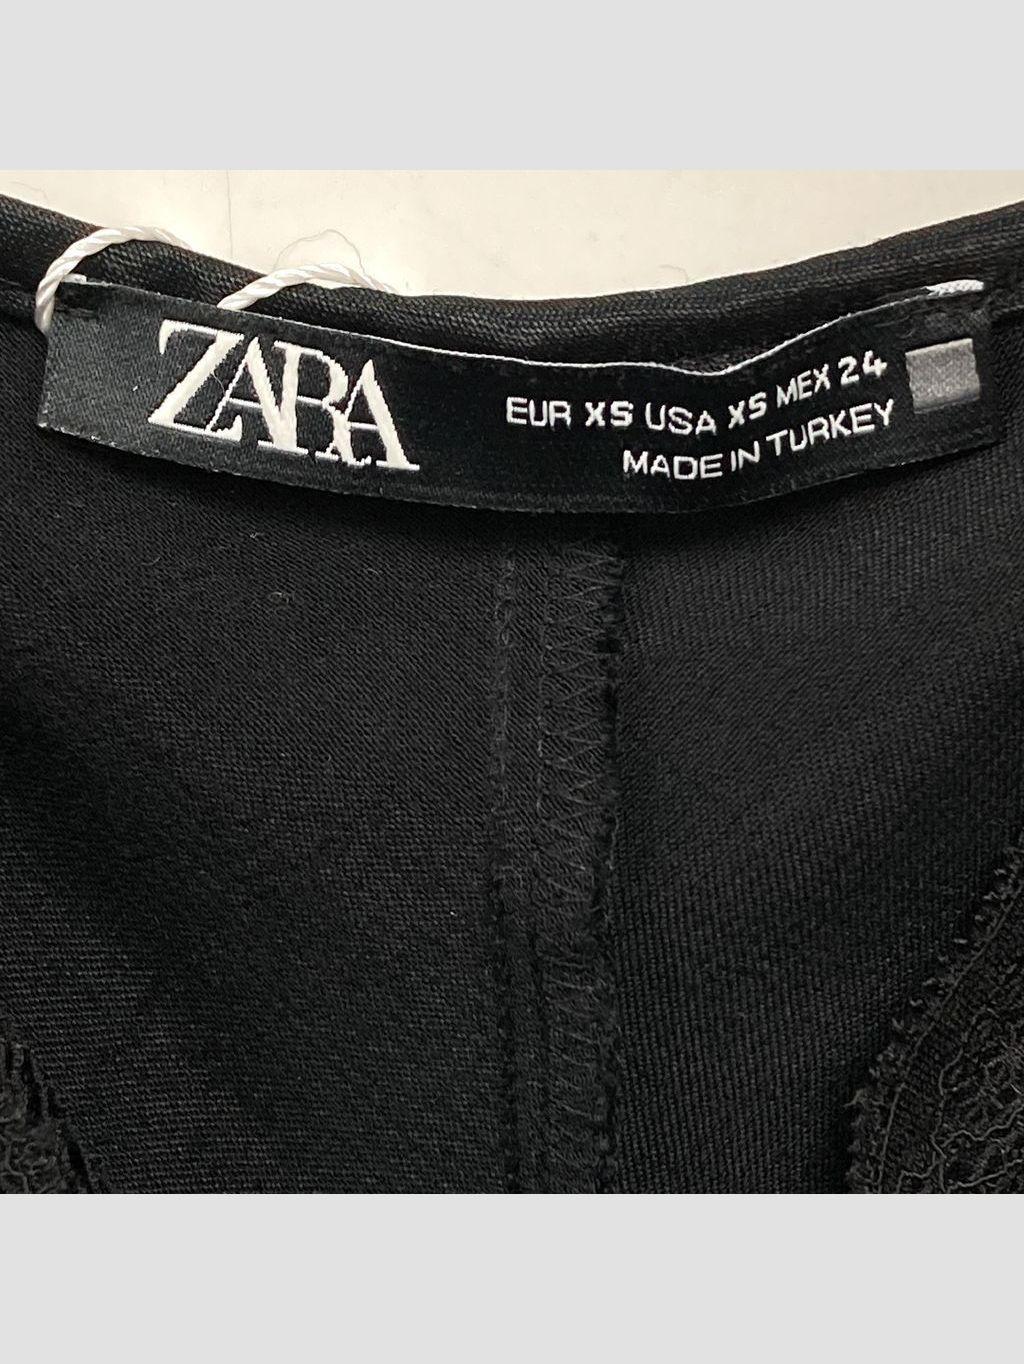 ZARA
EUR XS USA XS MEX 24
MADE IN TURKEY